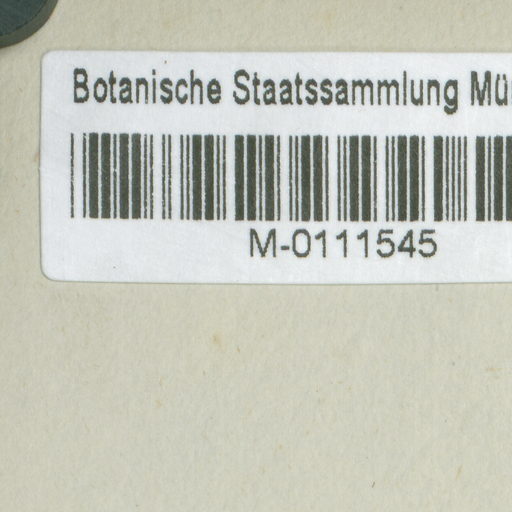 Botanische Staatssammlung Mü
M-0111545